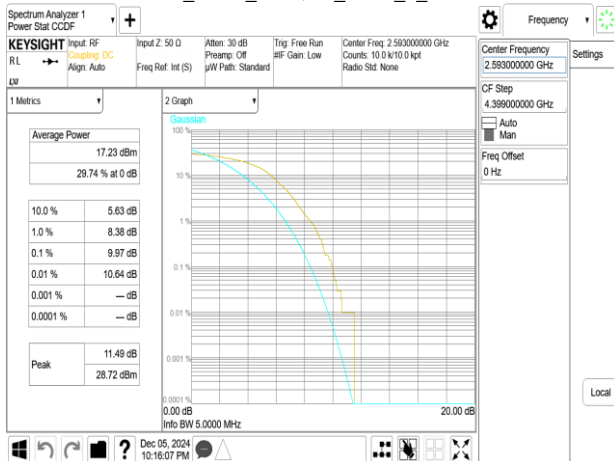 Spectrum Analyzer 1
Power Stat CCDF
Frequency
KEYSIGHT
RL
LXI
Input: RF
Coupling: DC
Align: Auto
Input Z: 50 Ω
Freq Ref: Int (S)
Atten: 30 dB
Preamp: Off
µW Path: Standard
Trig: Free Run
#IF Gain: Low
Center Freq: 2.593000000 GHz
Counts: 10.0 k/10.0 kpt
Radio Std: None
Center Frequency
2.593000000 GHz
Settings
CF Step
4.399000000 GHz
Auto
Man
Freq Offset
0 Hz
Local
1 Metrics
Average Power
17.23 dBm
29.74 % at 0 dB
10.0 % 5.63 dB
1.0 % 8.38 dB
0.1 % 9.97 dB
0.01 % 10.64 dB
0.001 % --- dB
0.0001 % --- dB
Peak
11.49 dB
28.72 dBm
2 Graph
Gaussian
100 %
10 %
1 %
0.1 %
0.01 %
0.001 %
0.0001 %
0.00 dB 20.00 dB
Info BW 5.0000 MHz
?
Dec 05, 2024
10:16:07 PM